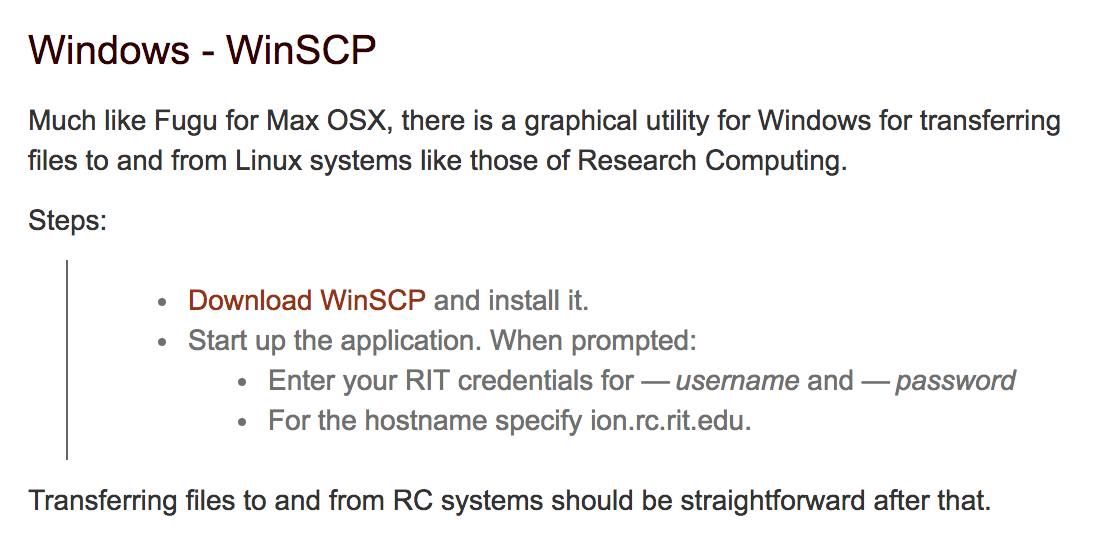 Windows - WinSCP
Much like Fugu for Max OSX, there is a graphical utility for Windows for transferring
files to and from Linux systems like those of Research Computing.
Steps:
• Download WinSCP and install it.
• Start up the application. When prompted:
• Enter your RIT credentials for — username and — password
• For the hostname specify ion.rc.rit.edu.
Transferring files to and from RC systems should be straightforward after that.